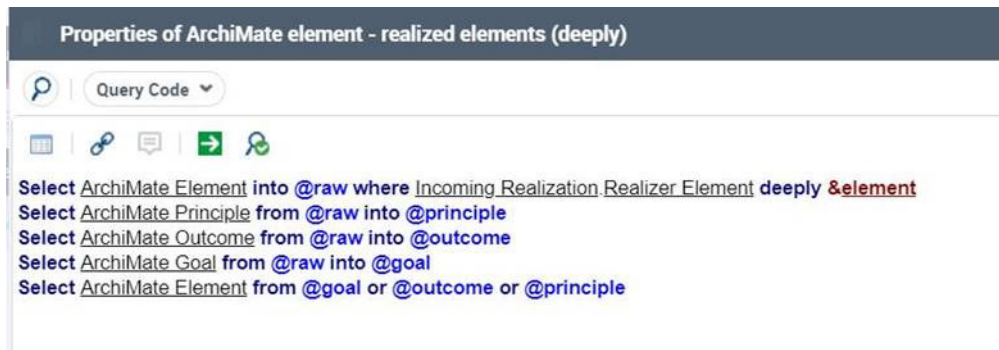 Properties of ArchiMate element - realized elements (deeply)
Query Code
Select ArchiMate Element into @raw where Incoming Realization.Realizer Element deeply &element
Select ArchiMate Principle from @raw into @principle
Select ArchiMate Outcome from @raw into @outcome
Select ArchiMate Goal from @raw into @goal
Select ArchiMate Element from @goal or @outcome or @principle